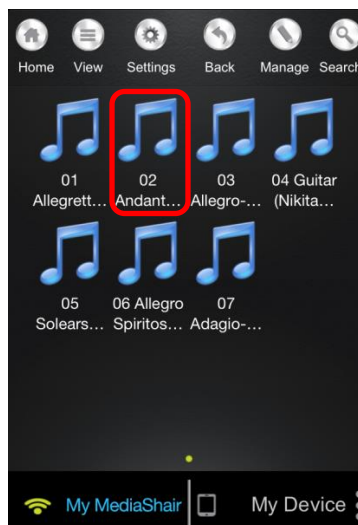 Home View Settings Back Manage Search
01 Allegrett...
02 Andant...
03 Allegro-...
04 Guitar (Nikita...
05 Solears...
06 Allegro Spiritos...
07 Adagio-...
My MediaShair My Device